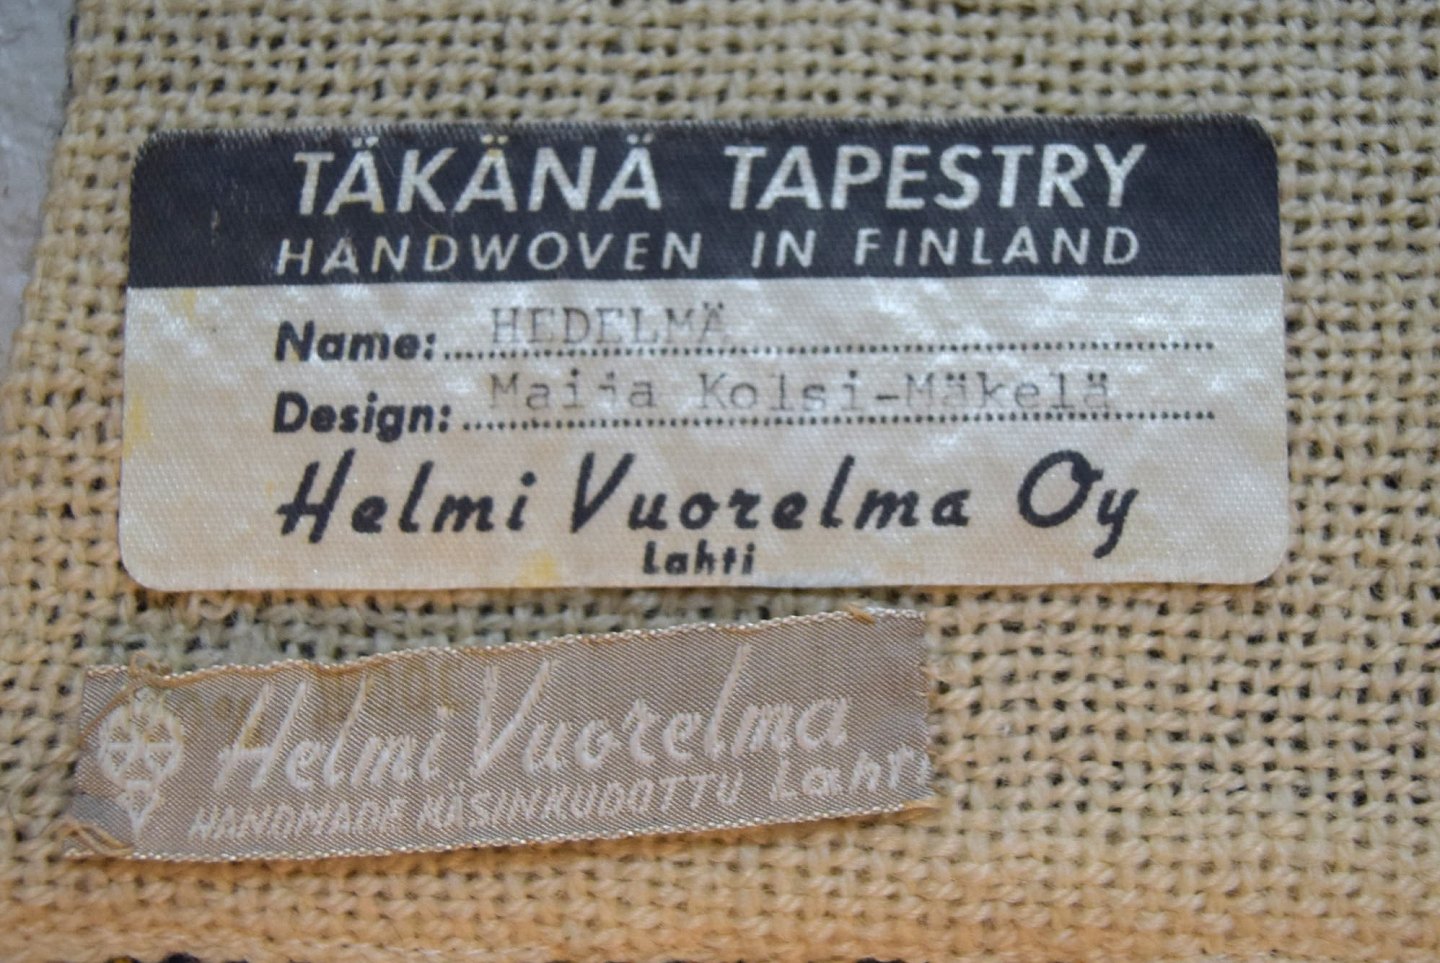 TÄKÄNÄ TAPESTRY
HANDWOVEN IN FINLAND
Name: HEDELMÄ
Design: Maija Kolsi-Mäkelä
Helmi Vuorelma Oy
Lahti
Helmi Vuorelma
HANDMADE KÄSINKUDOTTU Lahti